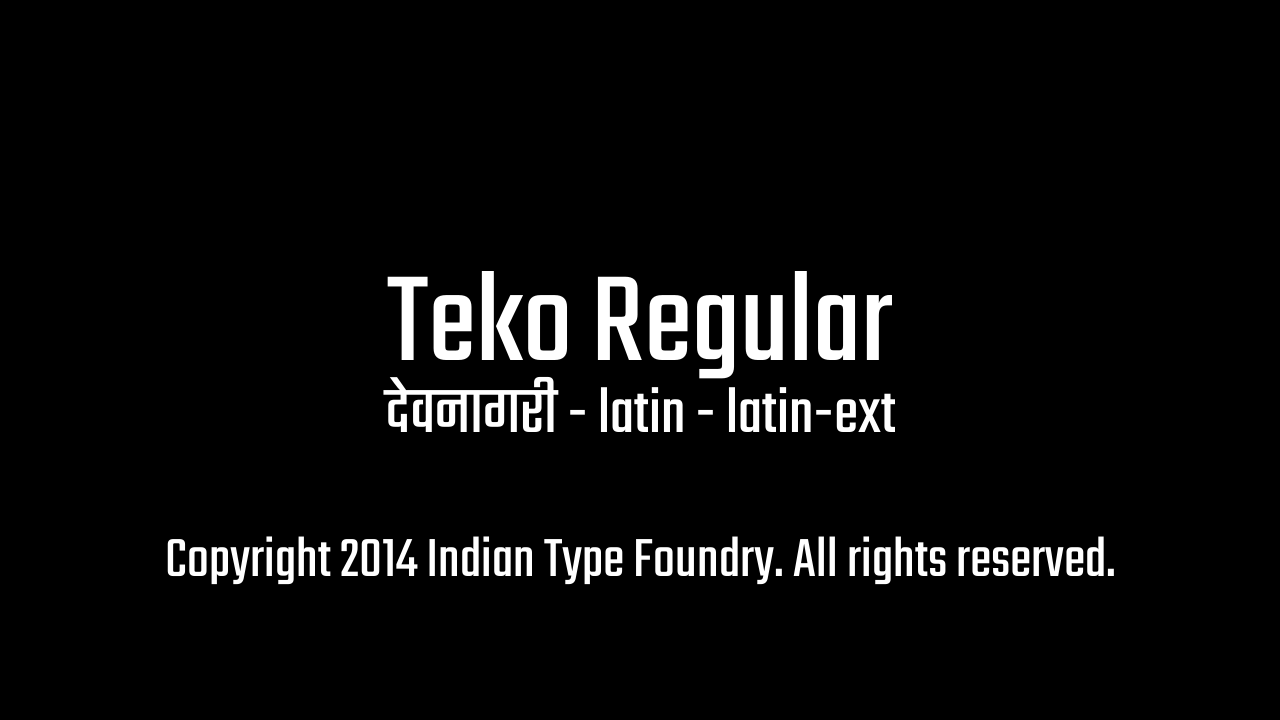 Teko Regular
देवनागरी - latin - latin-ext
Copyright 2014 Indian Type Foundry. All rights reserved.